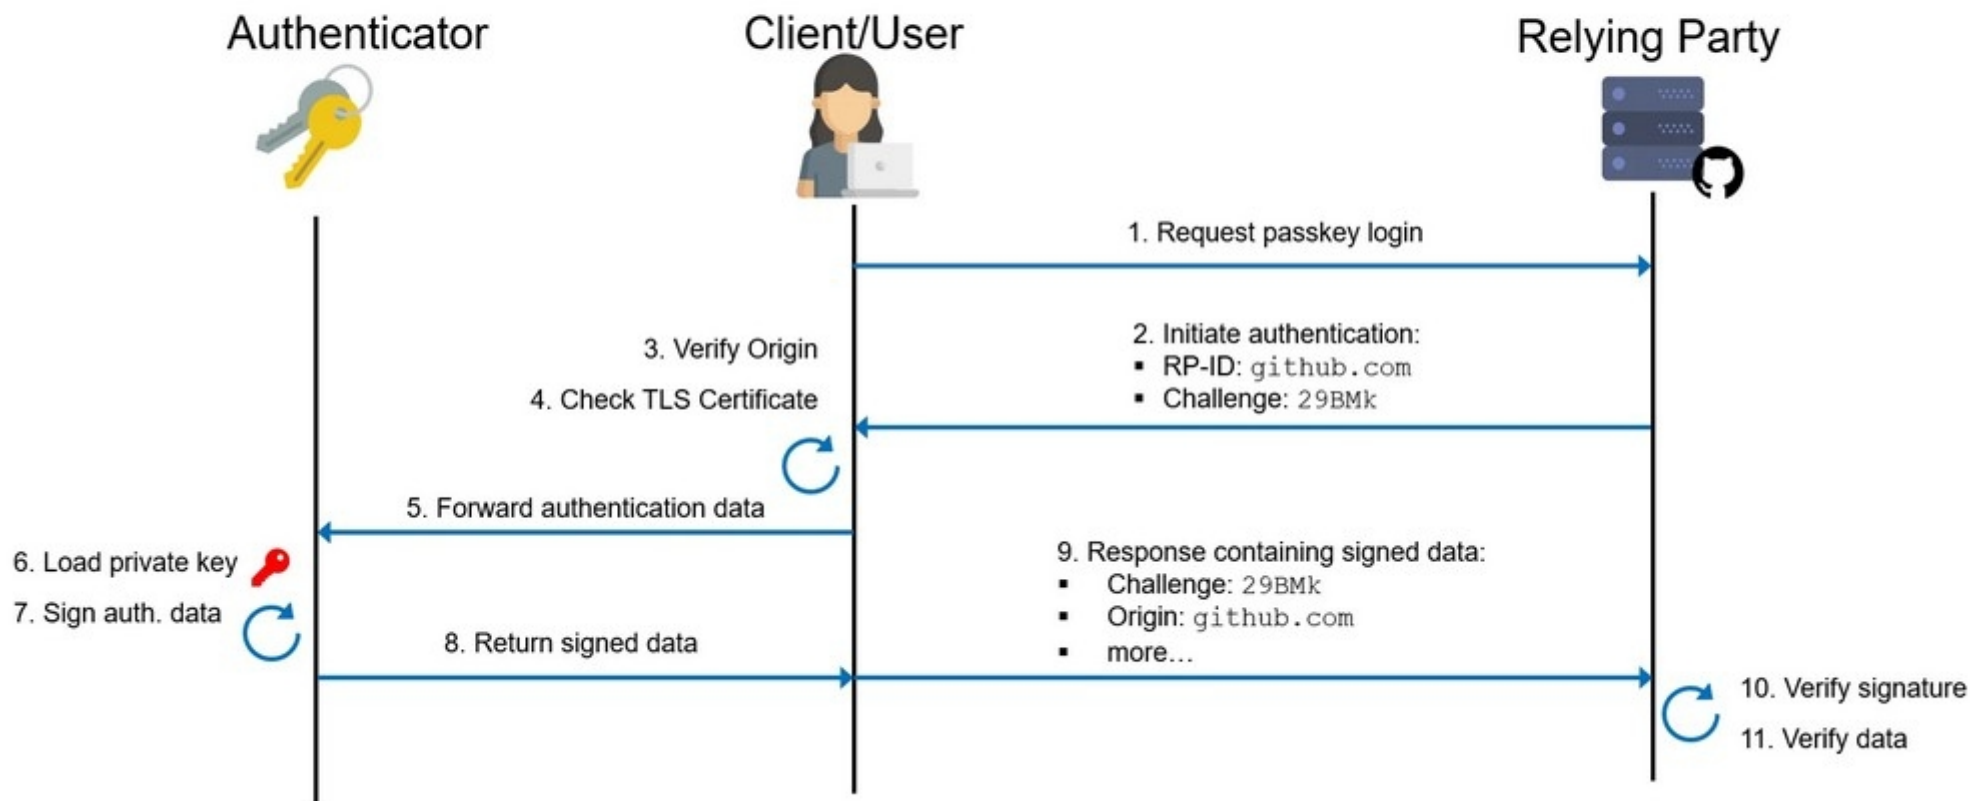 Authenticator
Client/User
Relying Party
1. Request passkey login
2. Initiate authentication:
▪ RP-ID: github.com
▪ Challenge: 29BMk
3. Verify Origin
4. Check TLS Certificate
5. Forward authentication data
6. Load private key
7. Sign auth. data
8. Return signed data
9. Response containing signed data:
▪ Challenge: 29BMk
▪ Origin: github.com
▪ more...
10. Verify signature
11. Verify data